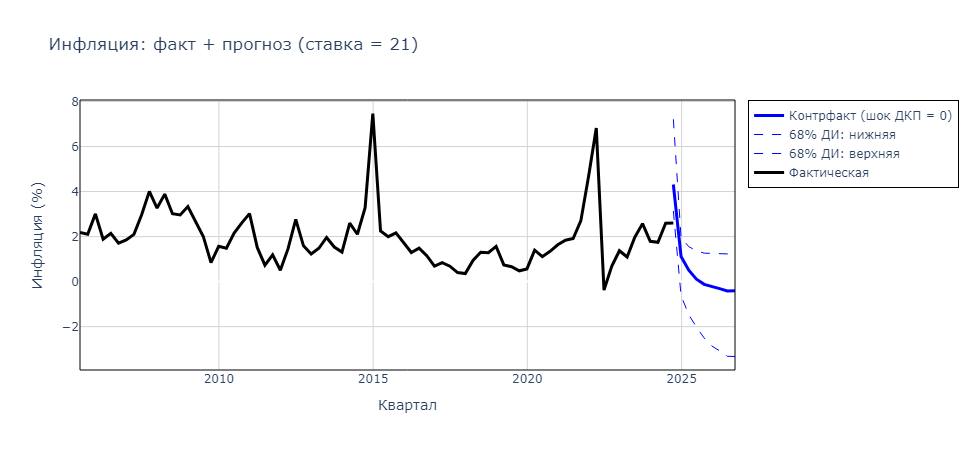 Инфляция: факт + прогноз (ставка = 21)
8
6
4
2
0
−2
Инфляция (%)
2010
2015
2020
2025
Квартал
Контрфакт (шок ДКП = 0)
68% ДИ: нижняя
68% ДИ: верхняя
Фактическая